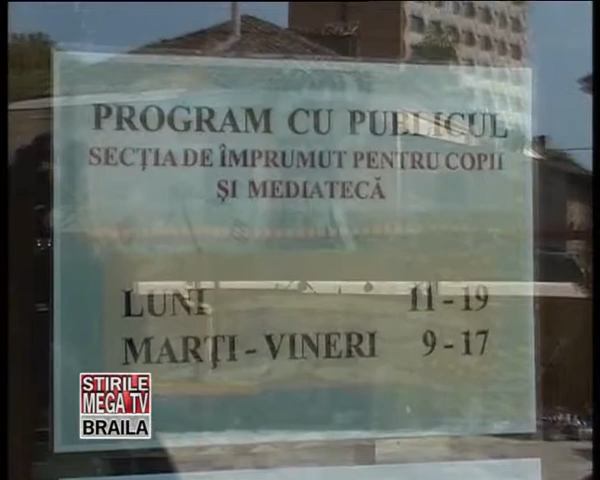 PROGRAM CU PUBLICUL
SECȚIA DE ÎMPRUMUT PENTRU COPII
ȘI MEDIATECĂ
LUNI 11-19
MARȚI-VINERI 9-17
STIRILE
MEGA TV
BRAILA